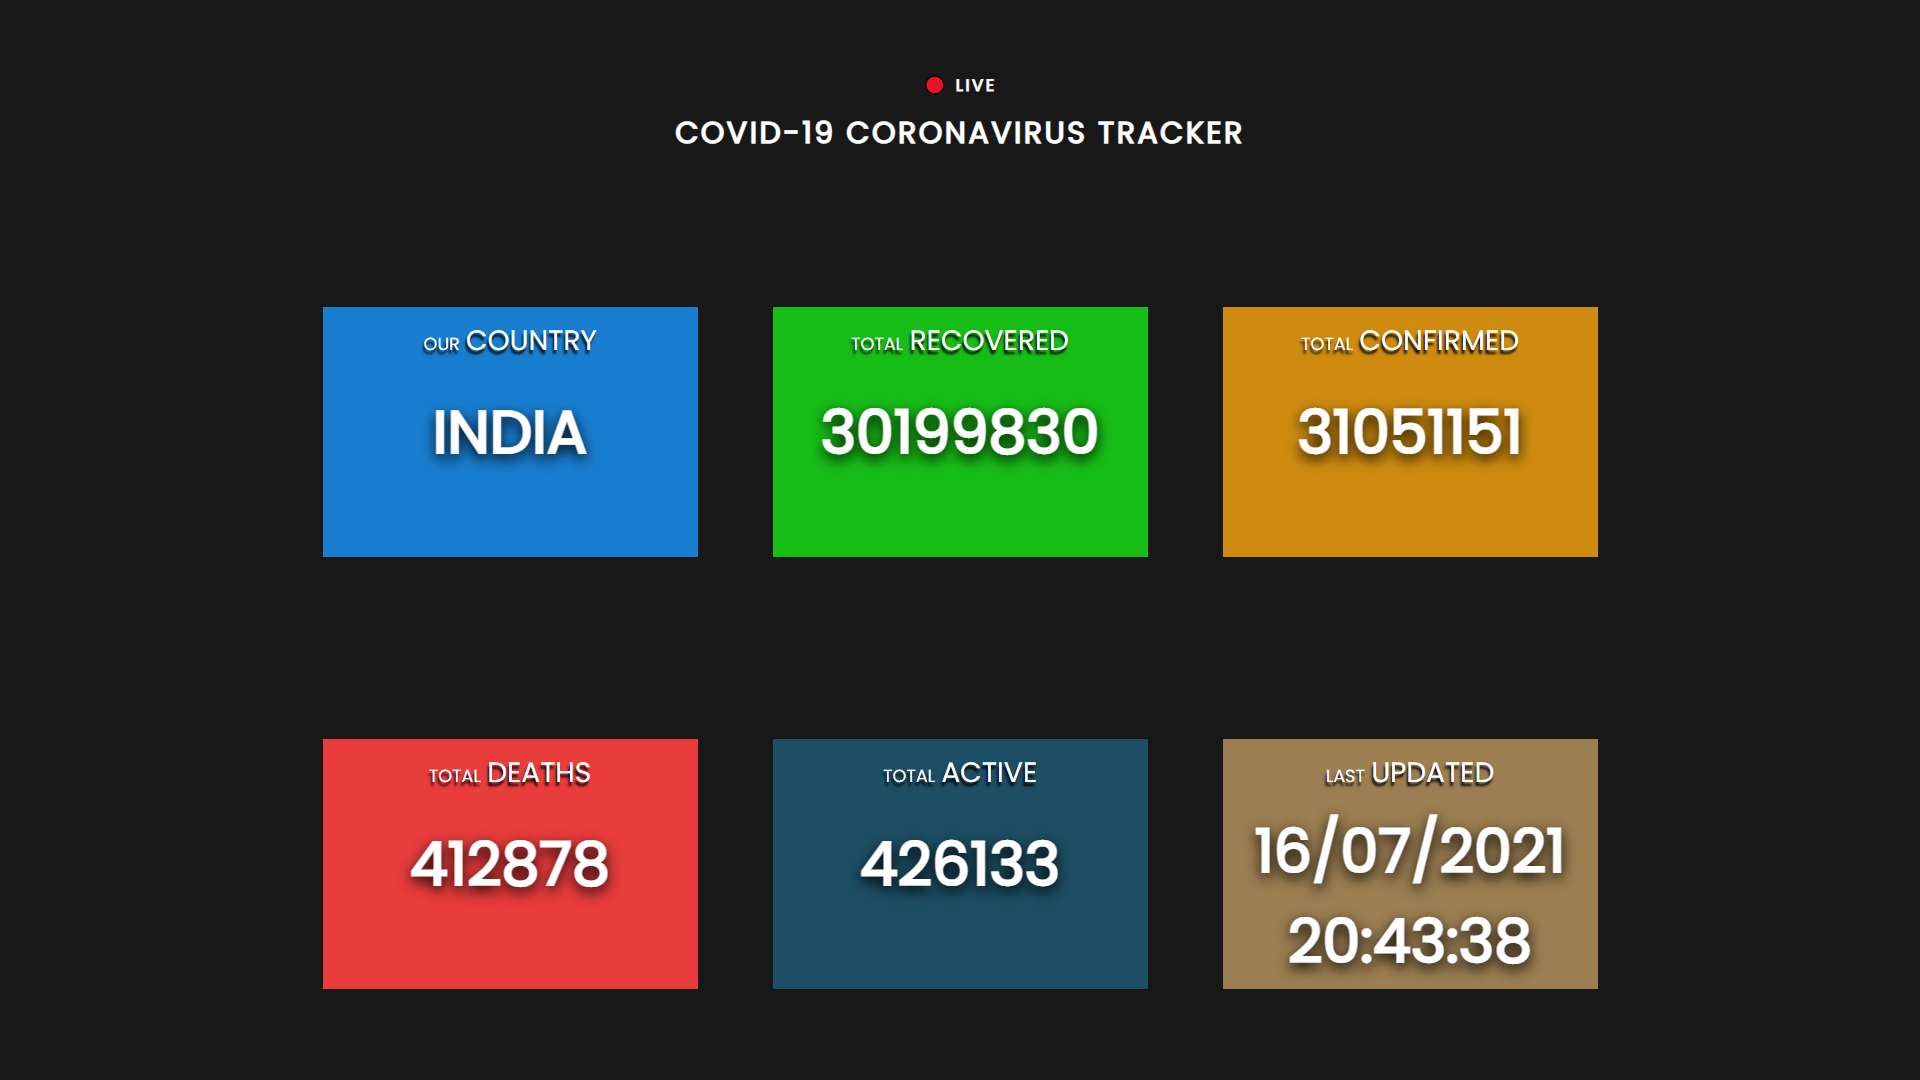 LIVE
COVID-19 CORONAVIRUS TRACKER
OUR COUNTRY
INDIA
TOTAL RECOVERED
30199830
TOTAL CONFIRMED
31051151
TOTAL DEATHS
412878
TOTAL ACTIVE
426133
LAST UPDATED
16/07/2021
20:43:38